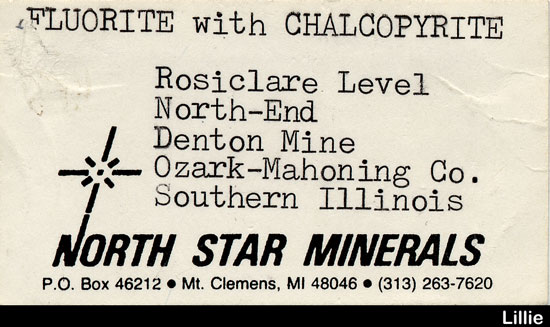 FLUORITE with CHALCOPYRITE
Rosiclare Level
North-End
Denton Mine
Ozark-Mahoning Co.
Southern Illinois
NORTH STAR MINERALS
P.O. Box 46212 ● Mt. Clemens, MI 48046 ● (313) 263-7620
Lillie